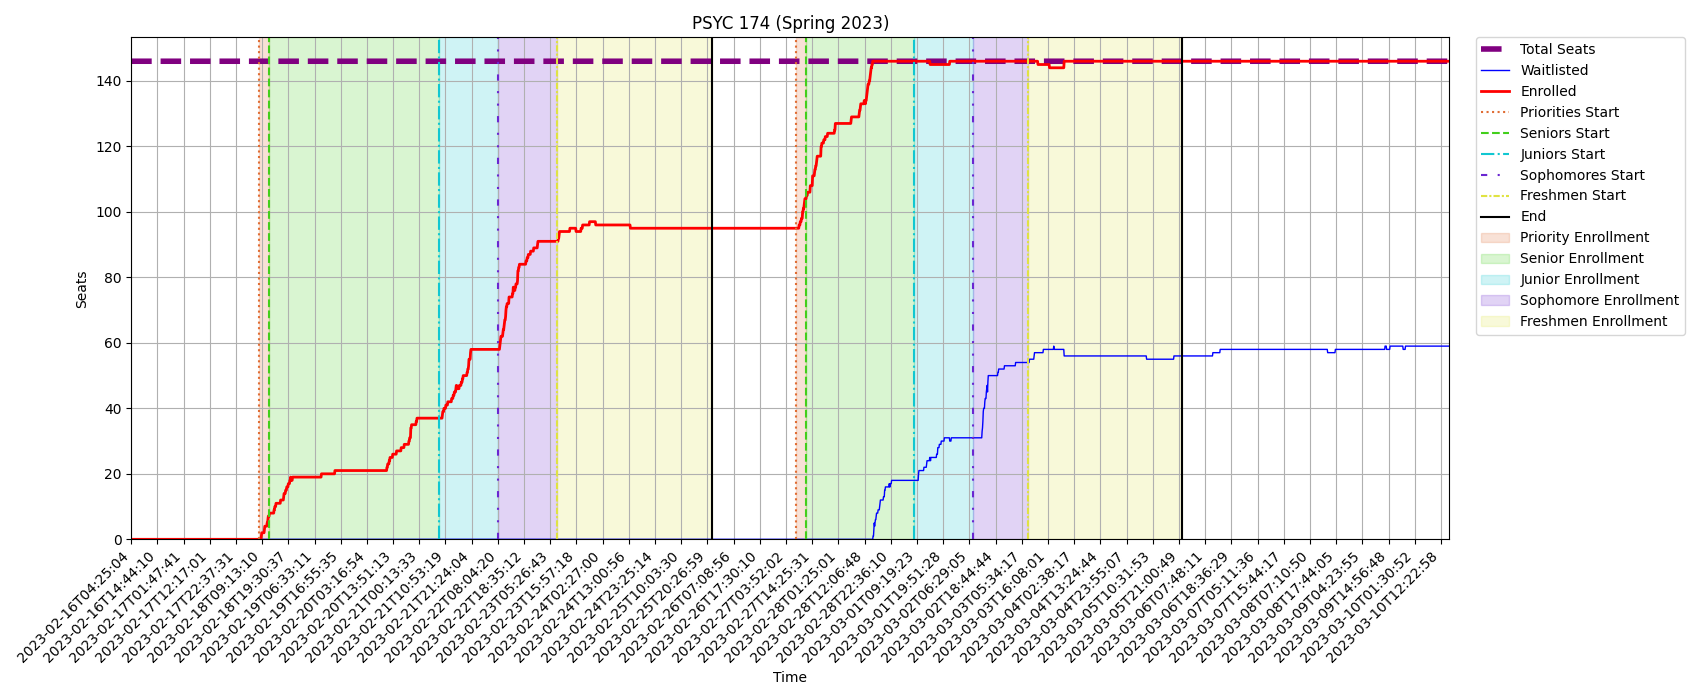 PSYC 174 (Spring 2023)
Seats
140
120
100
80
60
40
20
0
2023-02-16T04:25:04
2023-02-16T14:44:10
2023-02-17T01:47:41
2023-02-17T12:17:01
2023-02-17T22:37:31
2023-02-18T09:13:10
2023-02-18T19:30:37
2023-02-19T06:33:11
2023-02-19T16:55:35
2023-02-20T03:16:54
2023-02-20T13:51:13
2023-02-21T00:13:33
2023-02-21T10:53:19
2023-02-21T21:24:04
2023-02-22T08:04:20
2023-02-22T18:35:12
2023-02-23T05:26:43
2023-02-23T15:57:18
2023-02-24T02:27:00
2023-02-24T13:00:56
2023-02-24T23:25:14
2023-02-25T10:03:30
2023-02-25T20:26:59
2023-02-26T07:08:56
2023-02-26T17:30:10
2023-02-27T03:52:02
2023-02-27T14:25:31
2023-02-28T01:25:01
2023-02-28T12:06:48
2023-02-28T22:36:10
2023-03-01T09:19:23
2023-03-01T19:51:28
2023-03-02T06:29:05
2023-03-02T18:44:44
2023-03-03T05:34:17
2023-03-03T16:08:01
2023-03-04T02:38:17
2023-03-04T13:24:44
2023-03-04T23:55:07
2023-03-05T10:31:53
2023-03-05T21:00:49
2023-03-06T07:48:11
2023-03-06T18:36:29
2023-03-07T05:11:36
2023-03-07T15:44:17
2023-03-08T07:10:50
2023-03-08T17:44:05
2023-03-09T04:23:55
2023-03-09T14:56:48
2023-03-10T01:30:52
2023-03-10T12:22:58
Time
Total Seats
Waitlisted
Enrolled
Priorities Start
Seniors Start
Juniors Start
Sophomores Start
Freshmen Start
End
Priority Enrollment
Senior Enrollment
Junior Enrollment
Sophomore Enrollment
Freshmen Enrollment